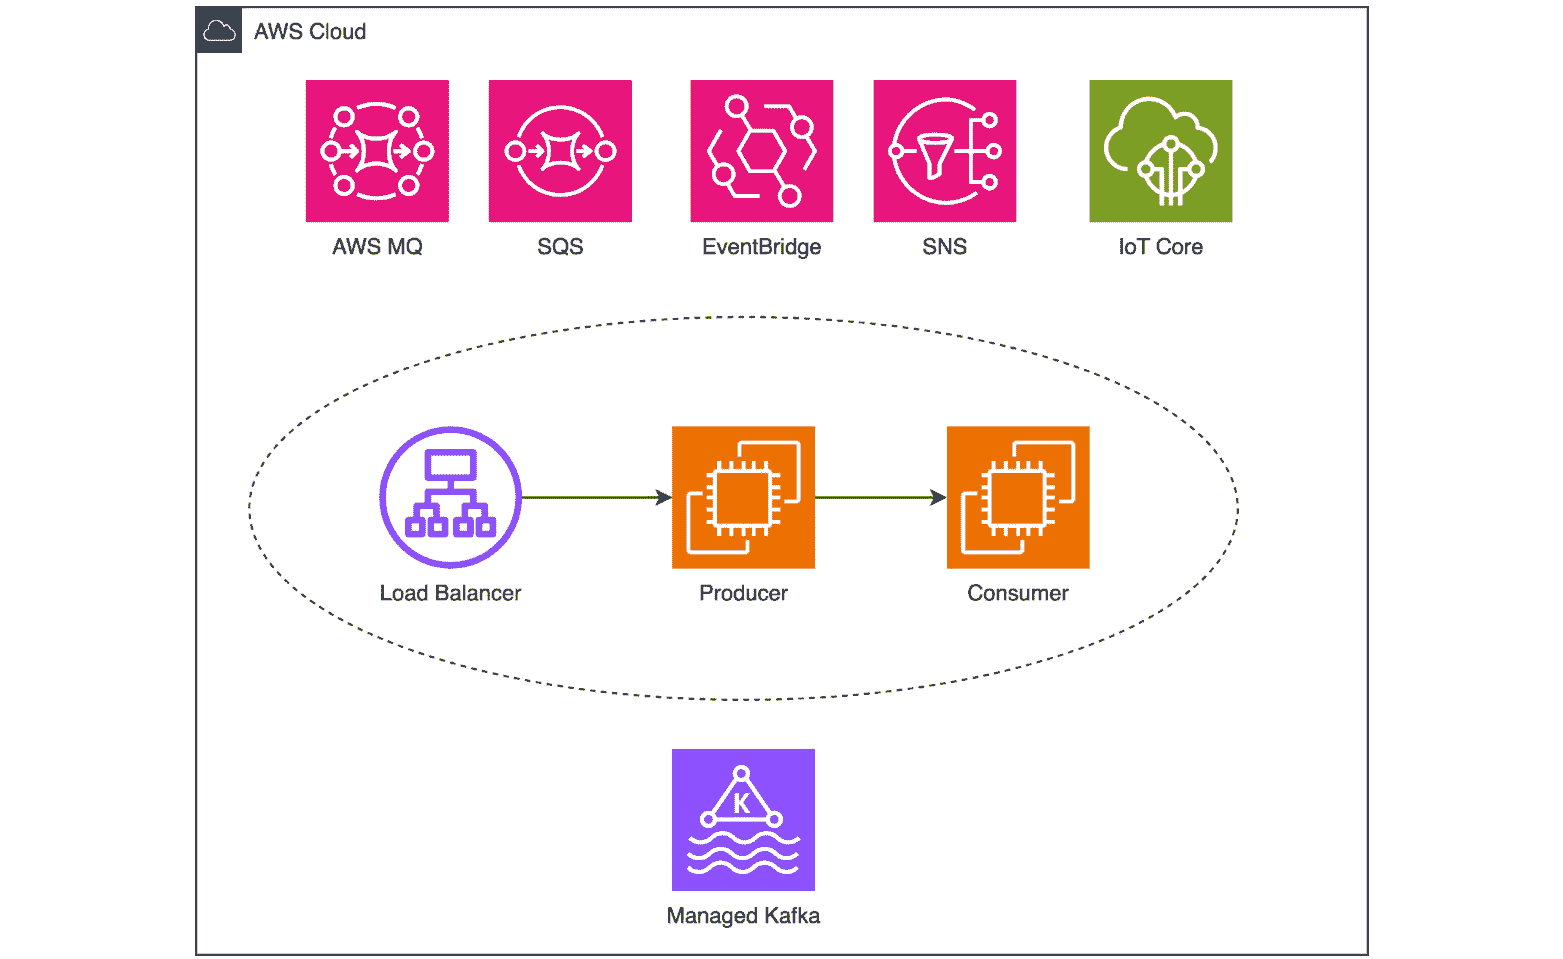 AWS Cloud
AWS MQ
SQS
EventBridge
SNS
IoT Core
Load Balancer
Producer
Consumer
K
Managed Kafka